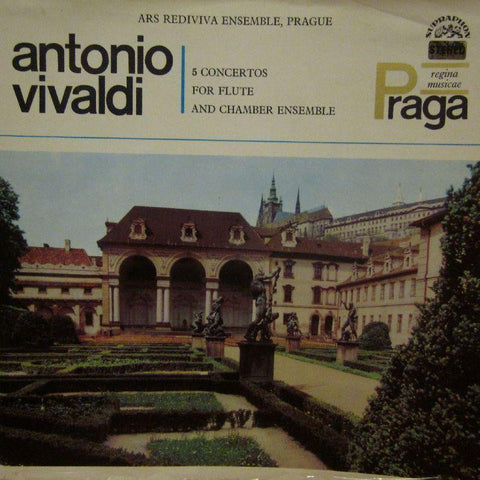 ARS REDIVIVA ENSEMBLE, PRAGUE
antonio
vivaldi
5 CONCERTOS
FOR FLUTE
AND CHAMBER ENSEMBLE
SUPRAPHON
STEREO
regina
musicae
Praga